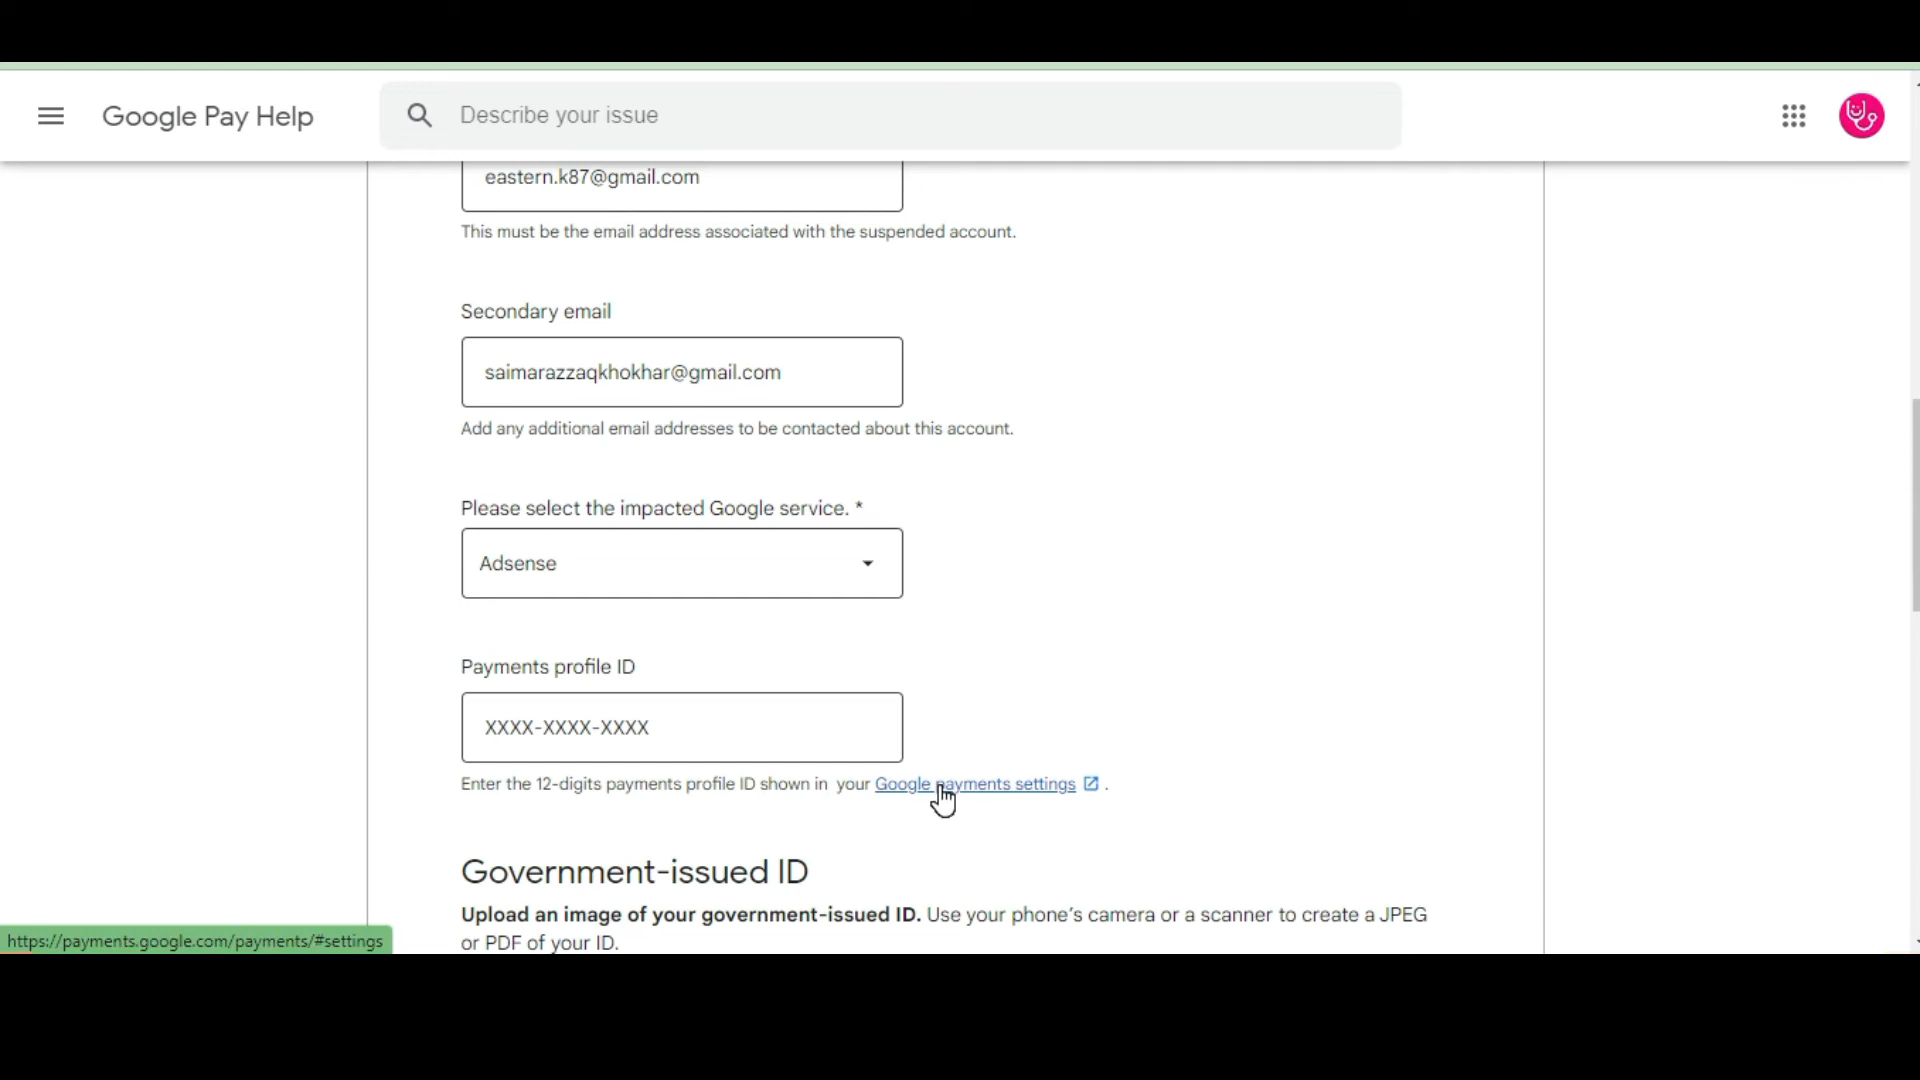 Google Pay Help
Describe your issue
eastern.k87@gmail.com
This must be the email address associated with the suspended account.
Secondary email
saimarazzaqkhokhar@gmail.com
Add any additional email addresses to be contacted about this account.
Please select the impacted Google service. *
Adsense
Payments profile ID
XXXX-XXXX-XXXX
Enter the 12-digits payments profile ID shown in your Google payments settings .
Government-issued ID
Upload an image of your government-issued ID. Use your phone's camera or a scanner to create a JPEG
or PDF of your ID.
https://payments.google.com/payments/#settings